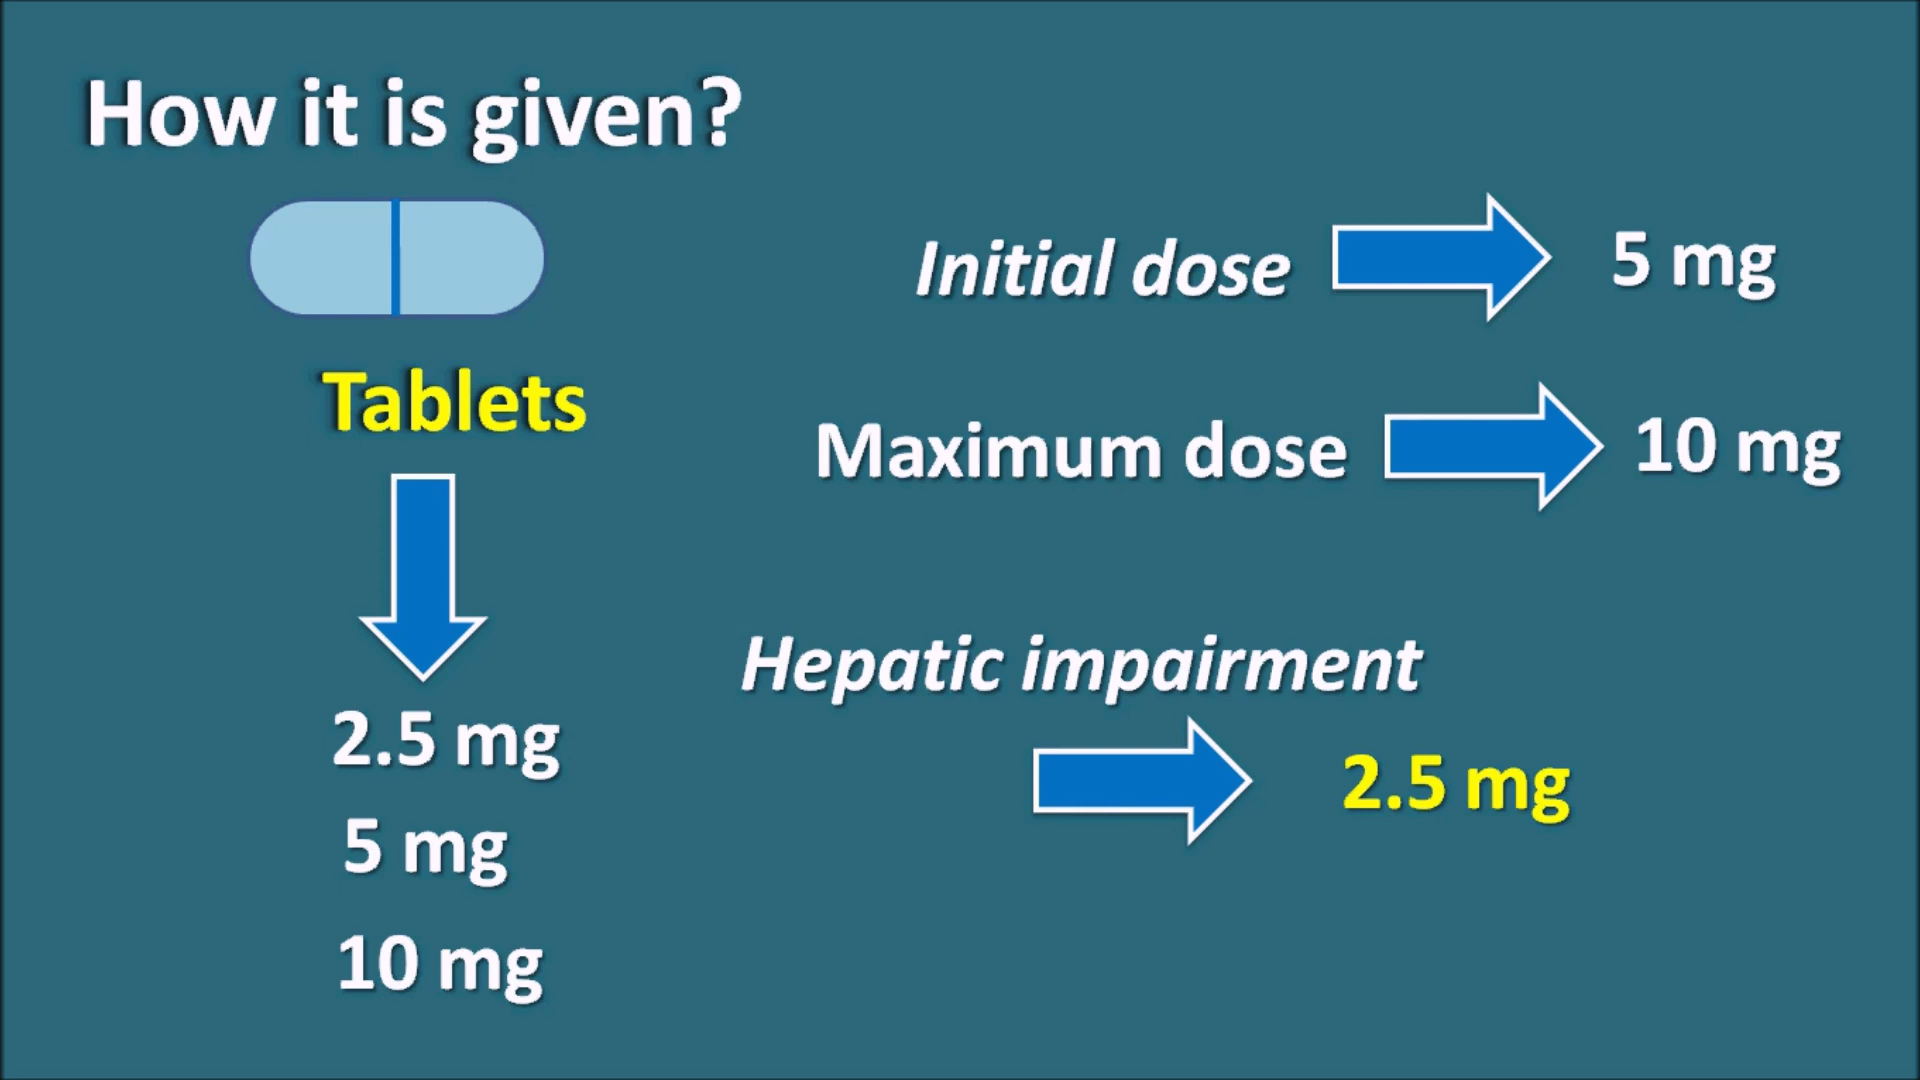 How it is given?
Tablets
2.5 mg
5 mg
10 mg
Initial dose
5 mg
Maximum dose
10 mg
Hepatic impairment
2.5 mg